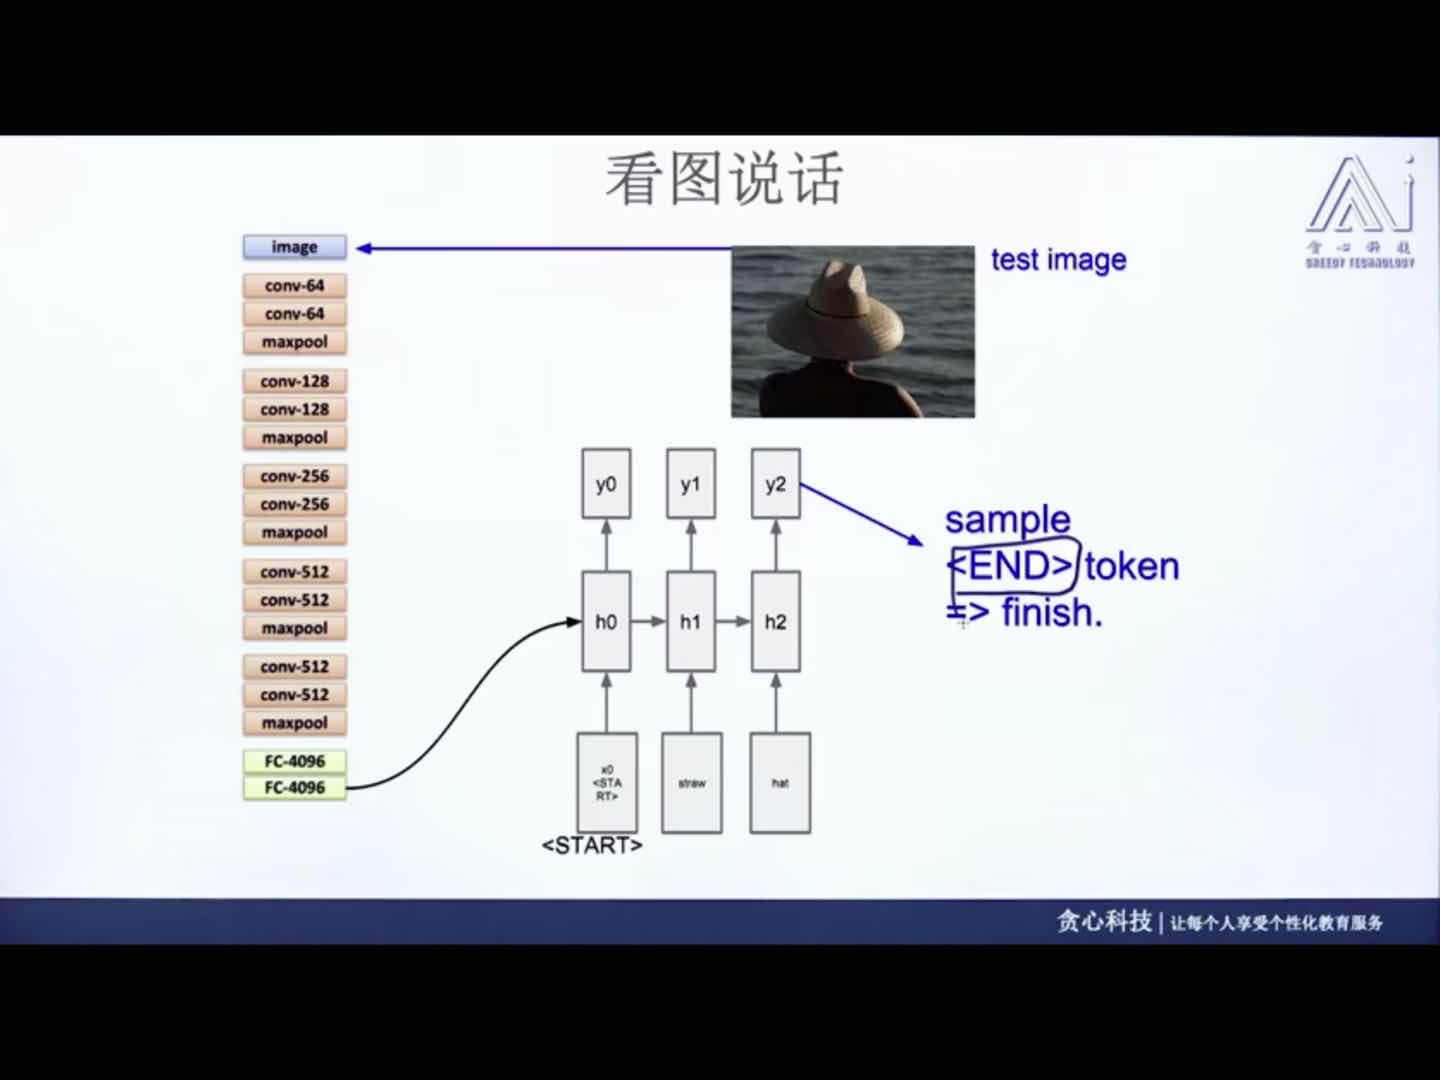 看图说话
image
conv-64
conv-64
maxpool
conv-128
conv-128
maxpool
conv-256
conv-256
maxpool
conv-512
conv-512
maxpool
conv-512
conv-512
maxpool
FC-4096
FC-4096
test image
y0
y1
y2
h0
h1
h2
x0
<STA
RT>
straw
hat
<START>
sample
<END> token
=> finish.
贪心科技
GREEDY TECHNOLOGY
贪心科技 | 让每个人享受个性化教育服务